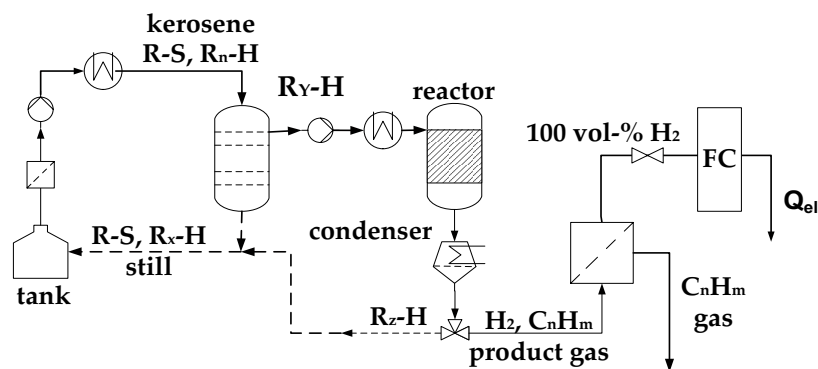 kerosene
R-S, Rn-H
RY-H
reactor
100 vol-% H2
FC
Qel
R-S, Rx-H
still
tank
condenser
Rz-H
H2, CnHm
product gas
CnHm
gas